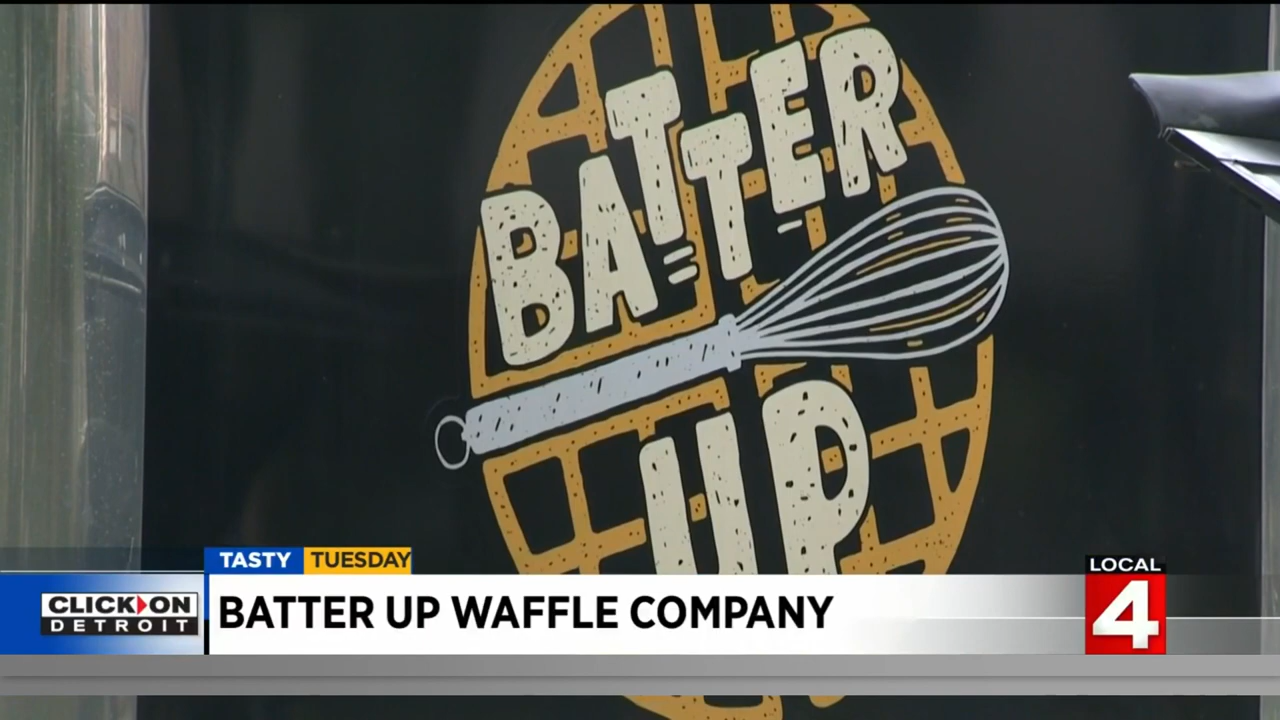 BATTER
UP
TASTY TUESDAY
BATTER UP WAFFLE COMPANY
CLICK ON
DETROIT
LOCAL
4